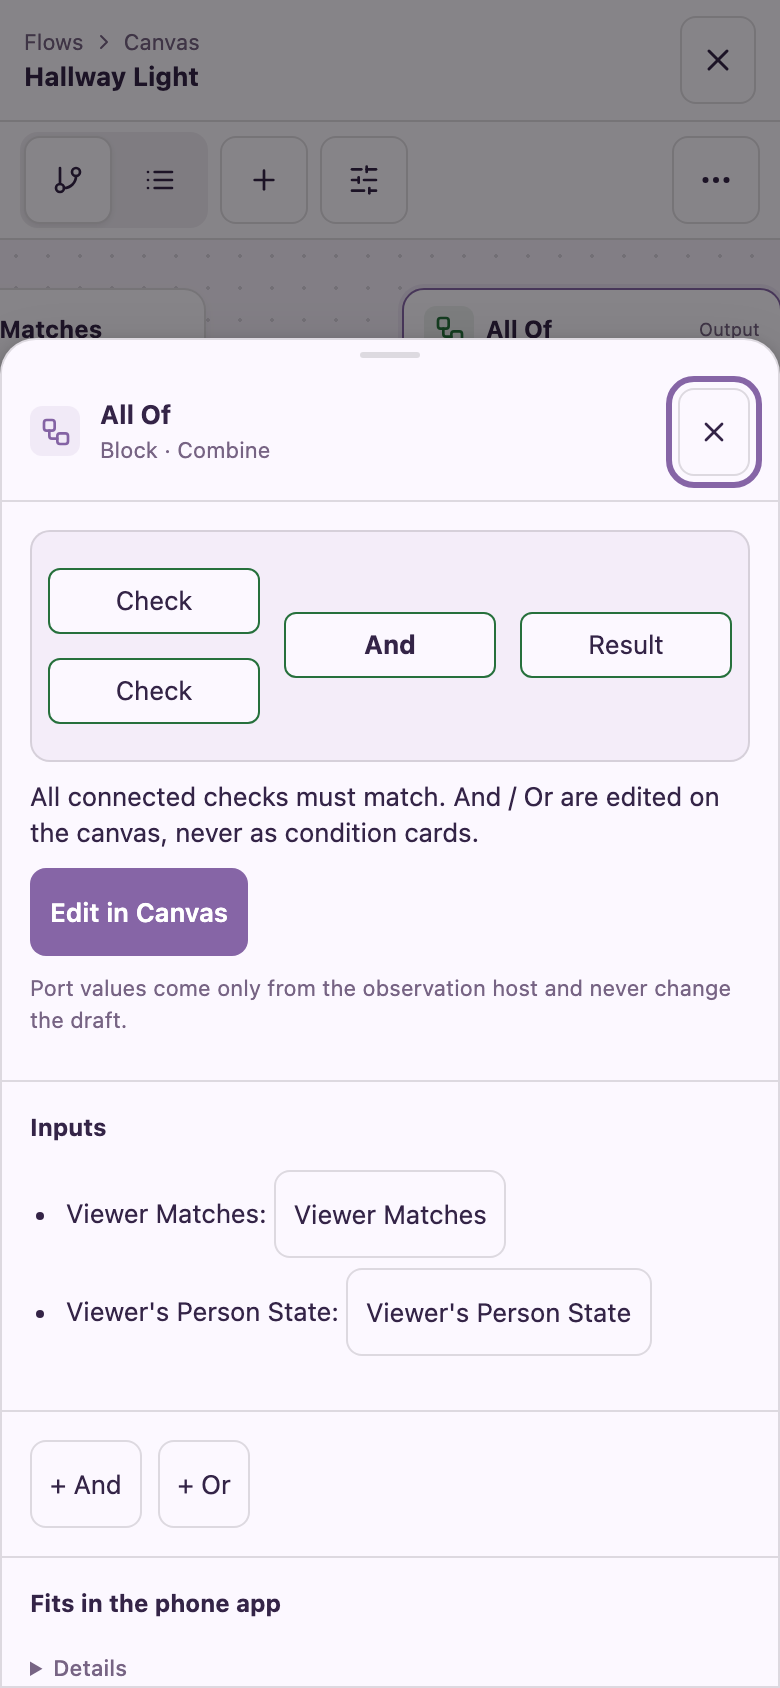 Flows > Canvas
Hallway Light
Matches
All Of
Output
All Of
Block · Combine
Check
Check
And
Result
All connected checks must match. And / Or are edited on
the canvas, never as condition cards.
Edit in Canvas
Port values come only from the observation host and never change
the draft.
Inputs
• Viewer Matches: Viewer Matches
• Viewer's Person State: Viewer's Person State
+ And
+ Or
Fits in the phone app
Details